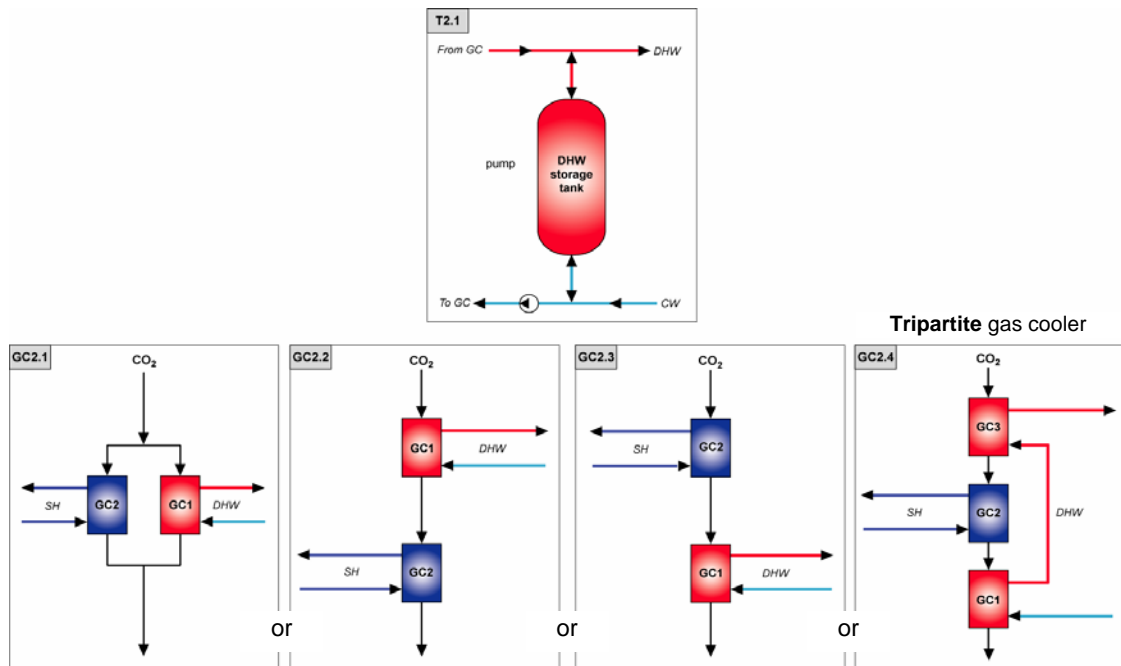 T2.1
From GC
DHW
pump
DHW
storage
tank
To GC
CW
Tripartite gas cooler
GC2.1
CO2
SH
GC2
GC1
DHW
or
GC2.2
CO2
GC1
DHW
SH
GC2
or
GC2.3
CO2
SH
GC2
GC1
DHW
or
GC2.4
CO2
GC3
SH
GC2
DHW
GC1